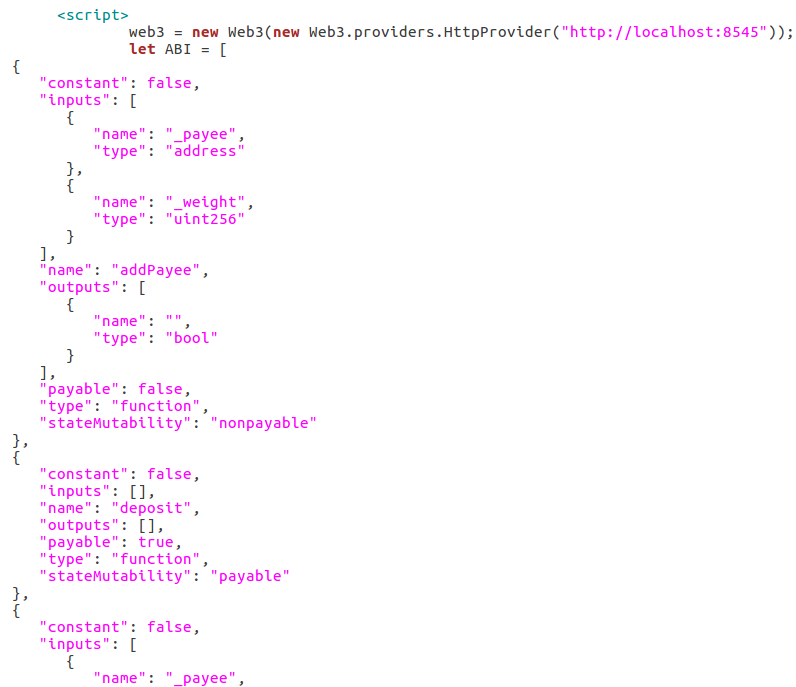 <script>
web3 = new Web3(new Web3.providers.HttpProvider("http://localhost:8545"));
let ABI = [
{
"constant": false,
"inputs": [
{
"name": "_payee",
"type": "address"
},
{
"name": "_weight",
"type": "uint256"
}
],
"name": "addPayee",
"outputs": [
{
"name": "",
"type": "bool"
}
],
"payable": false,
"type": "function",
"stateMutability": "nonpayable"
},
{
"constant": false,
"inputs": [],
"name": "deposit",
"outputs": [],
"payable": true,
"type": "function",
"stateMutability": "payable"
},
{
"constant": false,
"inputs": [
{
"name": "_payee",